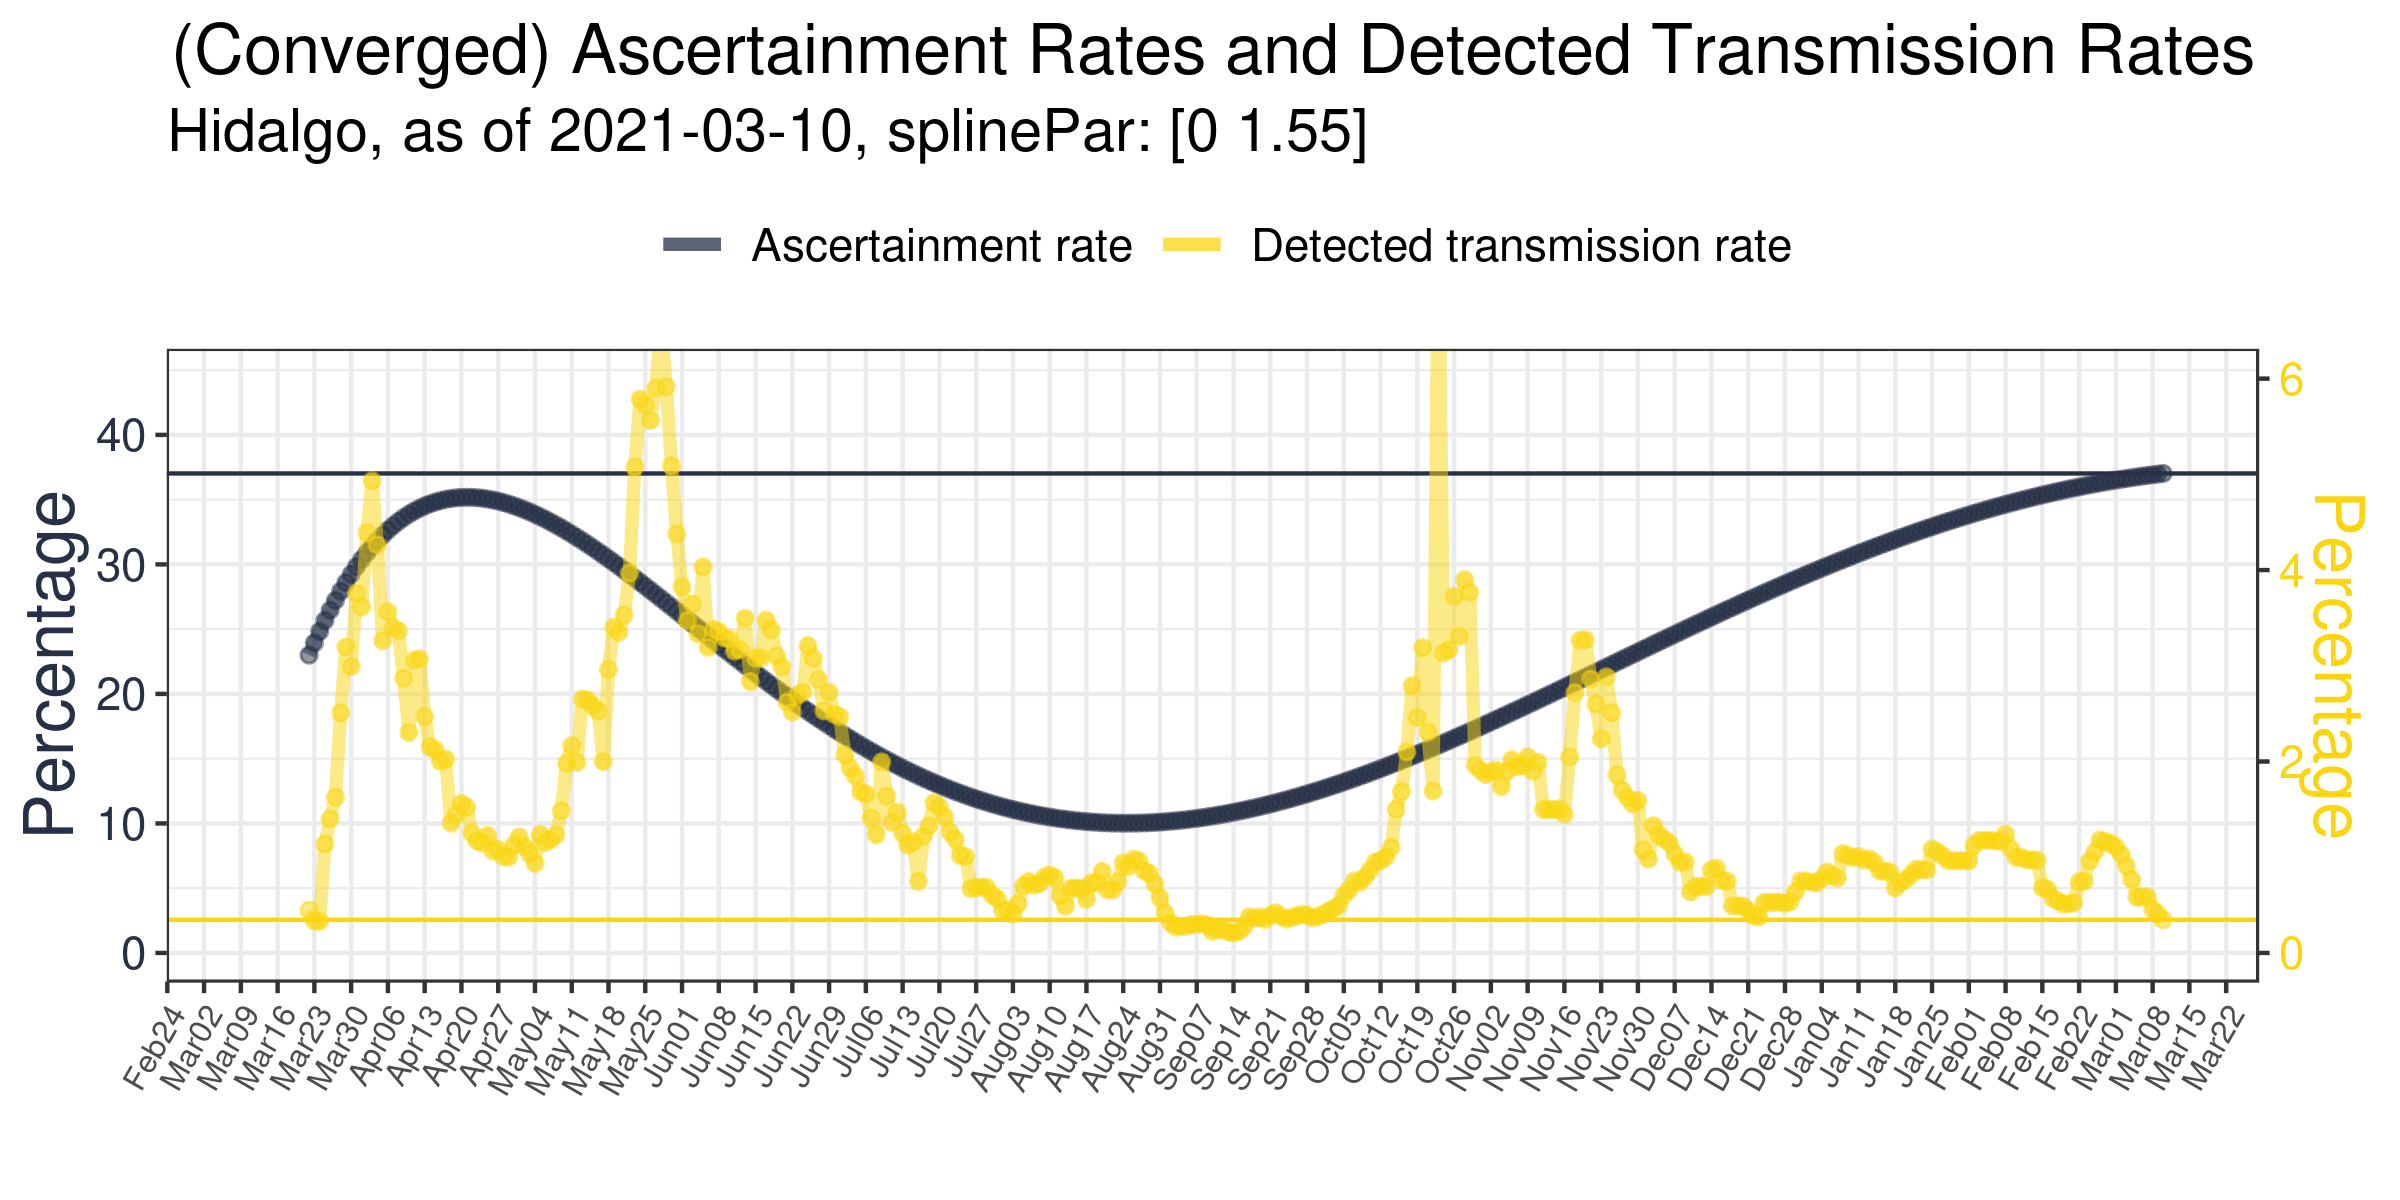 (Converged) Ascertainment Rates and Detected Transmission Rates
Hidalgo, as of 2021-03-10, splinePar: [0 1.55]
Ascertainment rate
Detected transmission rate
Percentage
40
30
20
10
0
6
4
2
0
Percentage
Feb24
Mar02
Mar09
Mar16
Mar23
Mar30
Apr06
Apr13
Apr20
Apr27
May04
May11
May18
May25
Jun01
Jun08
Jun15
Jun22
Jun29
Jul06
Jul13
Jul20
Jul27
Aug03
Aug10
Aug17
Aug24
Aug31
Sep07
Sep14
Sep21
Sep28
Oct05
Oct12
Oct19
Oct26
Nov02
Nov09
Nov16
Nov23
Nov30
Dec07
Dec14
Dec21
Dec28
Jan04
Jan11
Jan18
Jan25
Feb01
Feb08
Feb15
Feb22
Mar01
Mar08
Mar15
Mar22